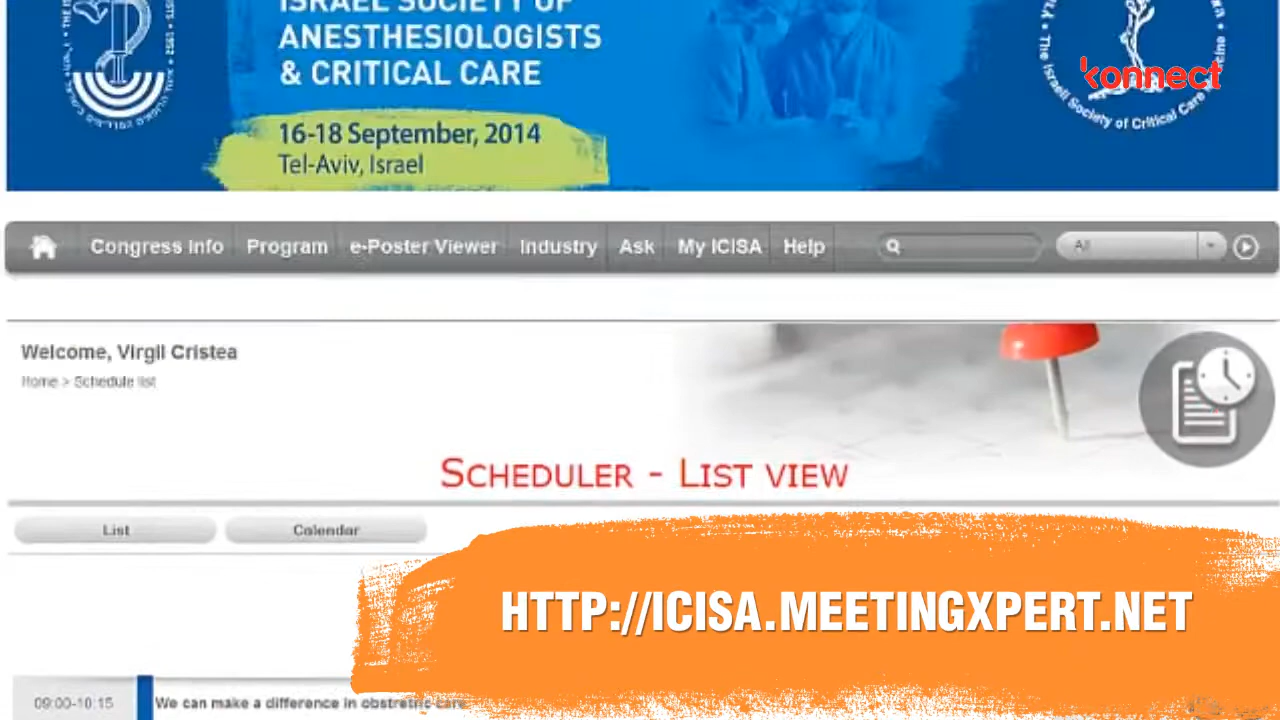 ISRAEL SOCIETY OF
ANESTHESIOLOGISTS
& CRITICAL CARE
16-18 September, 2014
Tel-Aviv, Israel
The Israeli Society of Critical Care
konnect
Congress Info Program e-Poster Viewer Industry Ask My ICISA Help All
Welcome, Virgil Cristea
Home > Schedule list
SCHEDULER - LIST VIEW
List Calendar
HTTP://ICISA.MEETINGXPERT.NET
09:00-10:15 We can make a difference in obstretric care